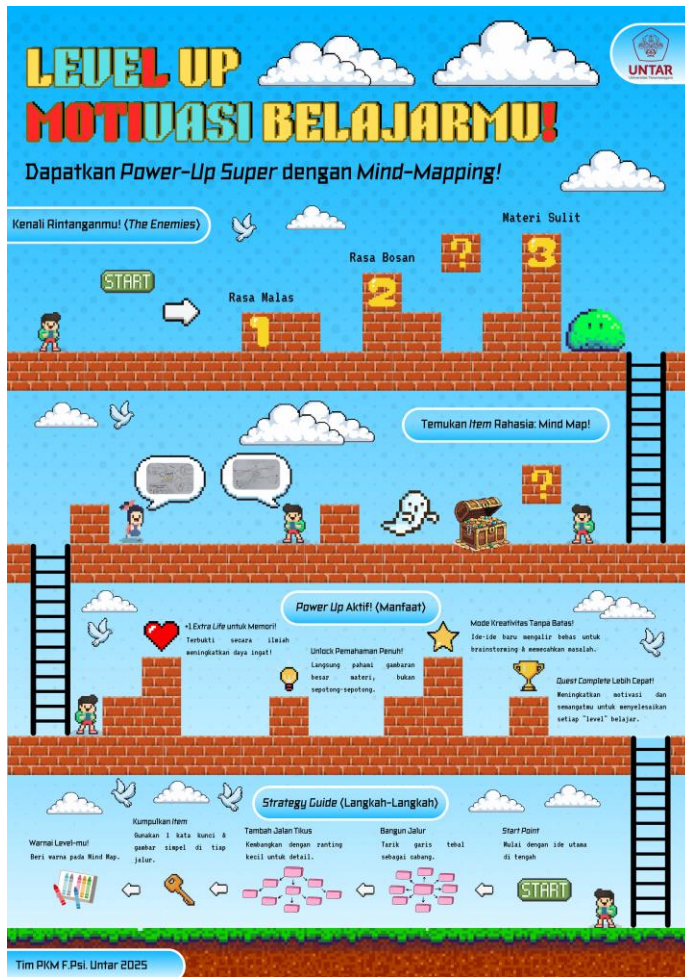 LEVEL UP
MOTIVASI BELAJARMU!
UNTAR
Universitas Tarumanagara
Dapatkan Power-Up Super dengan Mind-Mapping!
Kenali Rintanganmu! (The Enemies)
START
Rasa Malas
1
Rasa Bosan
2
?
Materi Sulit
3
Temukan Item Rahasia: Mind Map!
?
Power Up Aktif! (Manfaat)
+1 Extra Life untuk Memori!
Terbukti secara ilmiah
meningkatkan daya ingat!
Unlock Pemahaman Penuh!
Langsung pahami gambaran
besar materi, bukan
sepotong-sepotong.
Mode Kreativitas Tanpa Batas!
Ide-ide baru mengalir bebas untuk
brainstorming & memecahkan masalah.
Quest Complete Lebih Cepat!
Meningkatkan motivasi dan
semangatmu untuk menyelesaikan
setiap "level" belajar.
Strategy Guide (Langkah-Langkah)
Start Point
Mulai dengan ide utama
di tengah
START
Bangun Jalur
Tarik garis tebal
sebagai cabang.
Tambah Jalan Tikus
Kembangkan dengan ranting
kecil untuk detail.
Kumpulkan Item
Gunakan 1 kata kunci &
gambar simpel di tiap
jalur.
Warnai Level-mu!
Beri warna pada Mind Map.
Tim PKM F.Psi. Untar 2025